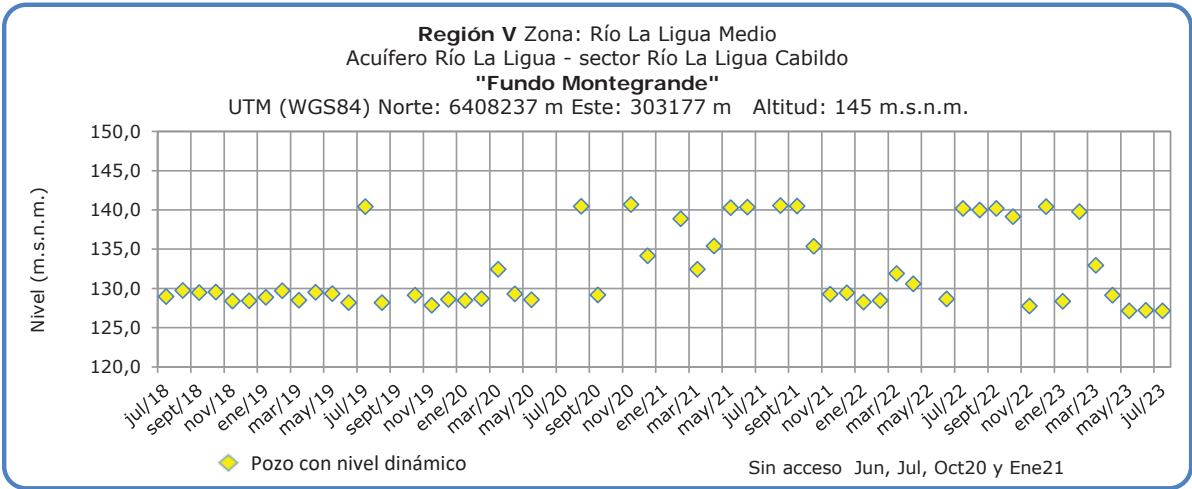 Región V Zona: Río La Ligua Medio
Acuífero Río La Ligua - sector Río La Ligua Cabildo
"Fundo Montegrande"
UTM (WGS84) Norte: 6408237 m Este: 303177 m Altitud: 145 m.s.n.m.
150,0
145,0
140,0
135,0
130,0
125,0
120,0
Nivel (m.s.n.m.)
jul/18
sept/18
nov/18
ene/19
mar/19
may/19
jul/19
sept/19
nov/19
ene/20
mar/20
may/20
jul/20
sept/20
nov/20
ene/21
mar/21
may/21
jul/21
sept/21
nov/21
ene/22
mar/22
may/22
jul/22
sept/22
nov/22
ene/23
mar/23
may/23
jul/23
Pozo con nivel dinámico
Sin acceso Jun, Jul, Oct20 y Ene21